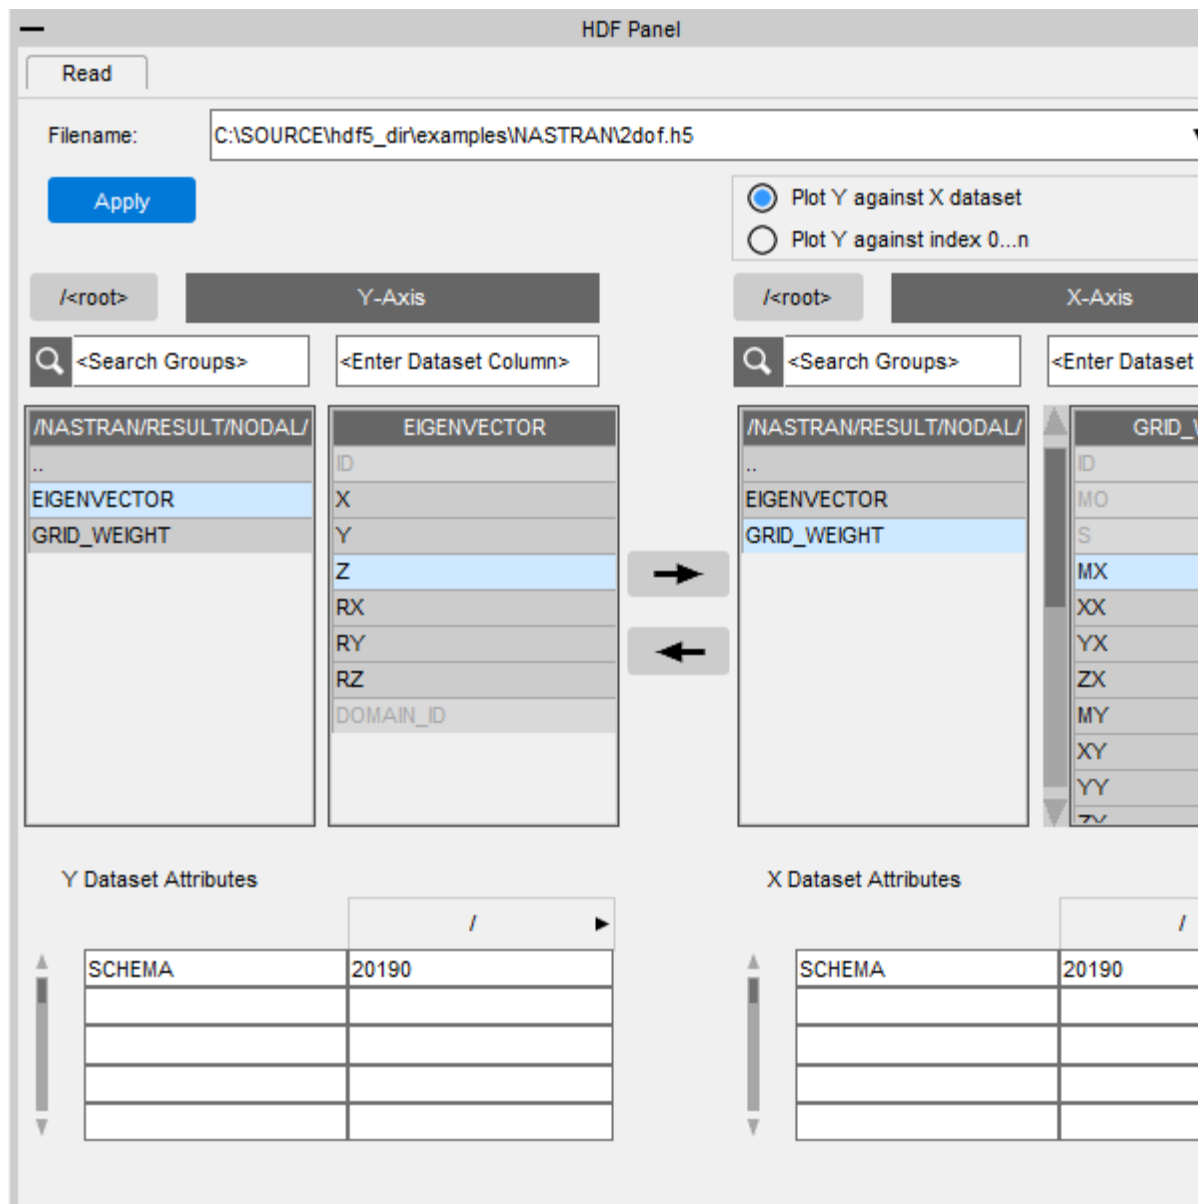 HDF Panel
Read
Filename: C:\SOURCE\hdf5_dir\examples\NASTRAN\2dof.h5
Apply
Plot Y against X dataset
Plot Y against index 0...n
/<root> Y-Axis /<root> X-Axis
<Search Groups> <Enter Dataset Column> <Search Groups> <Enter Dataset
/NASTRAN/RESULT/NODAL/ EIGENVECTOR /NASTRAN/RESULT/NODAL/ GRID_
.. ID .. ID
EIGENVECTOR X EIGENVECTOR MO
GRID_WEIGHT Y GRID_WEIGHT S
Z MX
RX XX
RY YX
RZ ZX
DOMAIN_ID MY
XY
YY
ZY
Y Dataset Attributes X Dataset Attributes
/ /
SCHEMA 20190 SCHEMA 20190